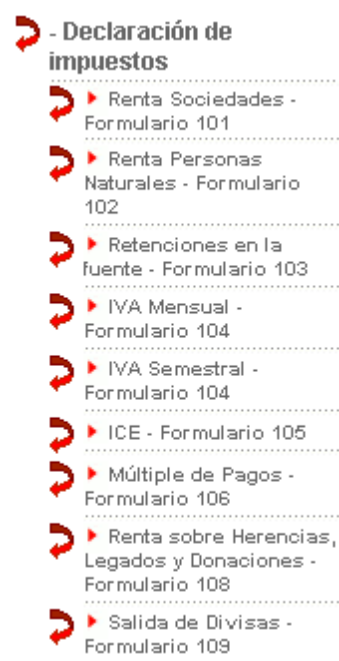 - Declaración de
impuestos
Renta Sociedades -
Formulario 101
Renta Personas
Naturales - Formulario
102
Retenciones en la
fuente - Formulario 103
IVA Mensual -
Formulario 104
IVA Semestral -
Formulario 104
ICE - Formulario 105
Múltiple de Pagos -
Formulario 106
Renta sobre Herencias,
Legados y Donaciones -
Formulario 108
Salida de Divisas -
Formulario 109